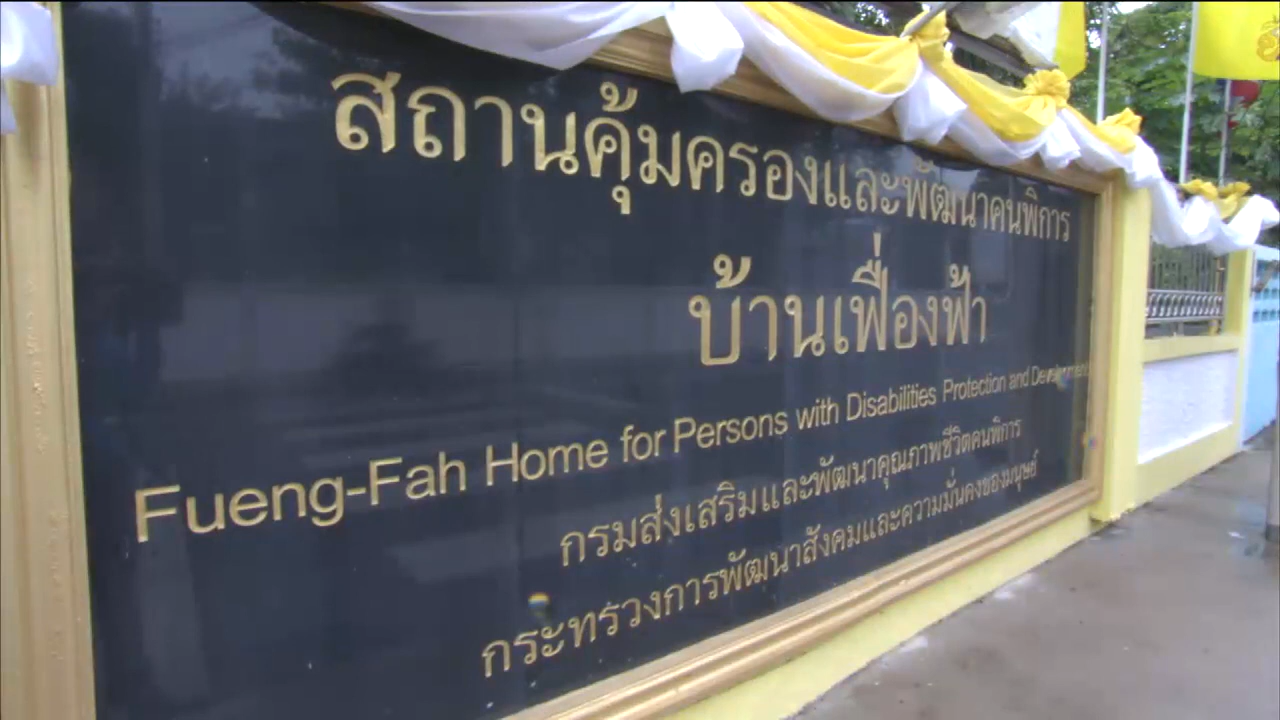 สถานคุ้มครองและพัฒนาคนพิการ
บ้านเฟื่องฟ้า
Fueng-Fah Home for Persons with Disabilities Protection and Development
กรมส่งเสริมและพัฒนาคุณภาพชีวิตคนพิการ
กระทรวงการพัฒนาสังคมและความมั่นคงของมนุษย์